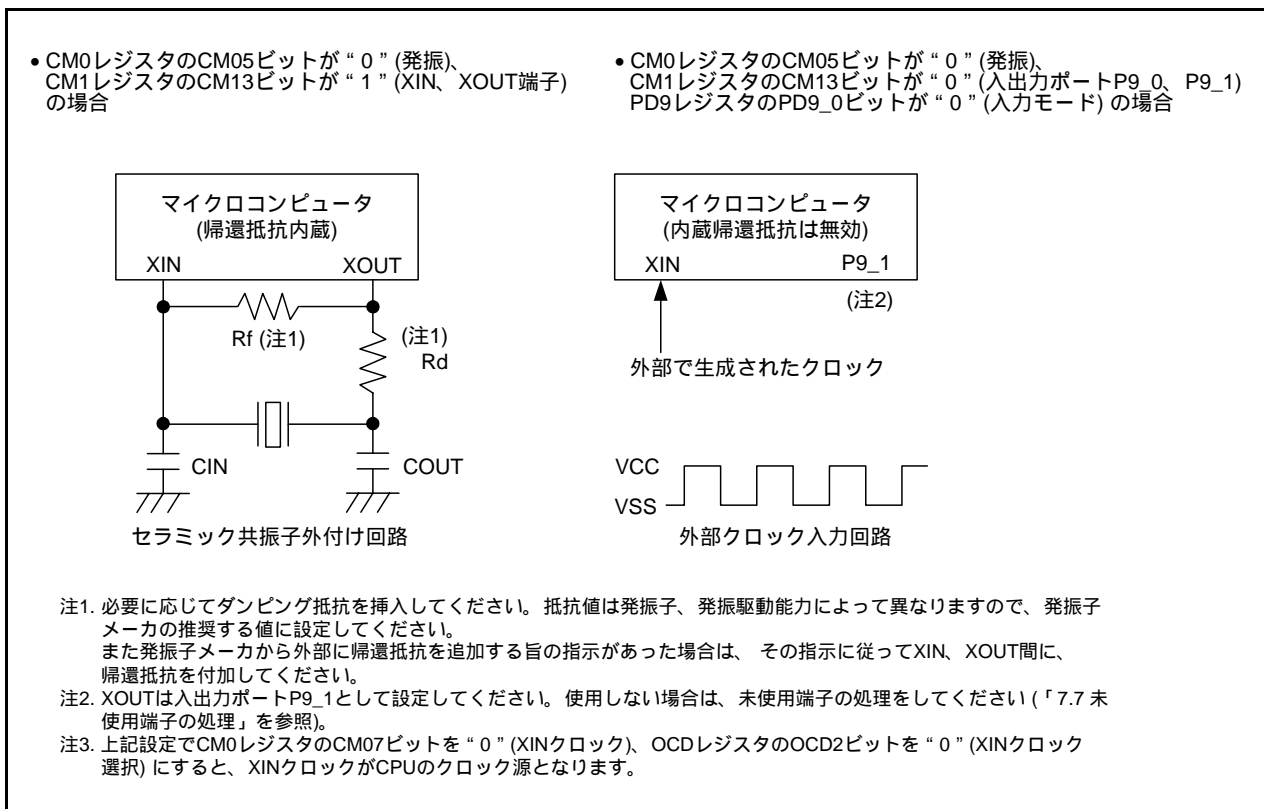 • CM0レジスタのCM05ビットが“0”(発振)、
CM1レジスタのCM13ビットが“1”(XIN、XOUT端子)
の場合
• CM0レジスタのCM05ビットが“0”(発振)、
CM1レジスタのCM13ビットが“0”(入出力ポートP9_0、P9_1)
PD9レジスタのPD9_0ビットが“0”(入力モード) の場合
マイクロコンピュータ
(帰還抵抗内蔵)
XIN XOUT
Rf (注1)
(注1)
Rd
CIN COUT
セラミック共振子外付け回路
マイクロコンピュータ
(内蔵帰還抵抗は無効)
XIN P9_1
(注2)
外部で生成されたクロック
VCC
VSS
外部クロック入力回路
注1. 必要に応じてダンピング抵抗を挿入してください。抵抗値は発振子、発振駆動能力によって異なりますので、発振子
メーカの推奨する値に設定してください。
また発振子メーカから外部に帰還抵抗を追加する旨の指示があった場合は、その指示に従ってXIN、XOUT間に、
帰還抵抗を付加してください。
注2. XOUTは入出力ポートP9_1として設定してください。使用しない場合は、未使用端子の処理をしてください (「7.7 未
使用端子の処理」を参照)。
注3. 上記設定でCM0レジスタのCM07ビットを“0”(XINクロック)、OCDレジスタのOCD2ビットを“0”(XINクロック
選択) にすると、XINクロックがCPUのクロック源となります。